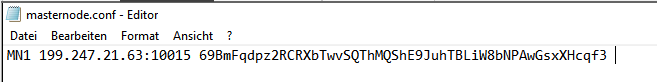 masternode.conf - Editor
Datei Bearbeiten Format Ansicht ?
MN1 199.247.21.63:10015 69BmFqdpz2RCRXbTwvSQThMQShE9JuhTBLiW8bNPAwGsxXHcqf3